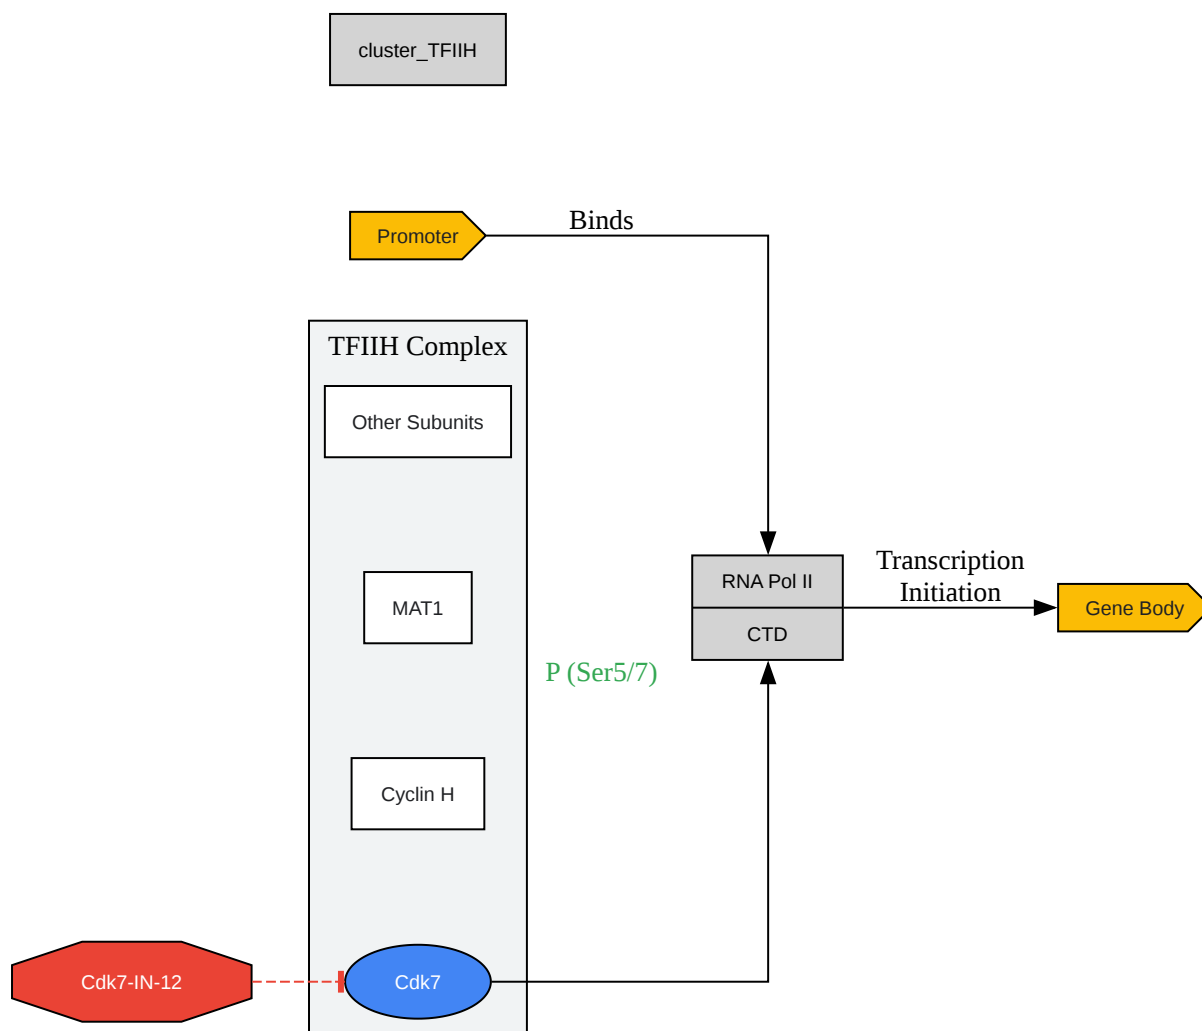 cluster_TFIIH
Binds
Promoter
TFIIH Complex
Other Subunits
Transcription
Initiation
RNA Pol II
CTD
Gene Body
MAT1
P (Ser5/7)
Cyclin H
Cdk7-IN-12
Cdk7